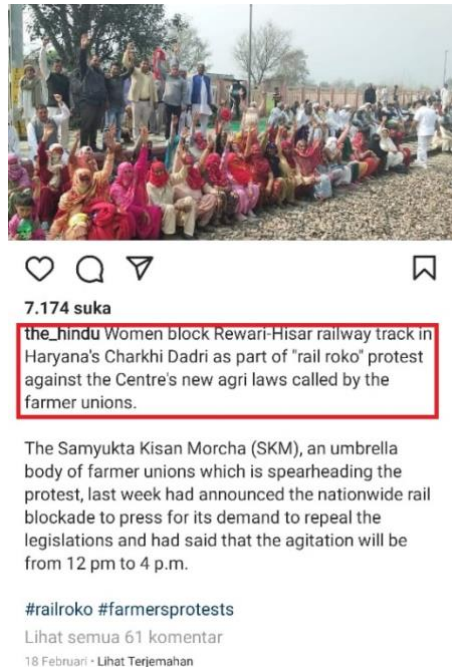 7.174 suka
the_hindu Women block Rewari-Hisar railway track in
Haryana's Charkhi Dadri as part of "rail roko" protest
against the Centre's new agri laws called by the
farmer unions.
The Samyukta Kisan Morcha (SKM), an umbrella
body of farmer unions which is spearheading the
protest, last week had announced the nationwide rail
blockade to press for its demand to repeal the
legislations and had said that the agitation will be
from 12 pm to 4 p.m.
#railroko #farmersprotests
Lihat semua 61 komentar
18 Februari • Lihat Terjemahan